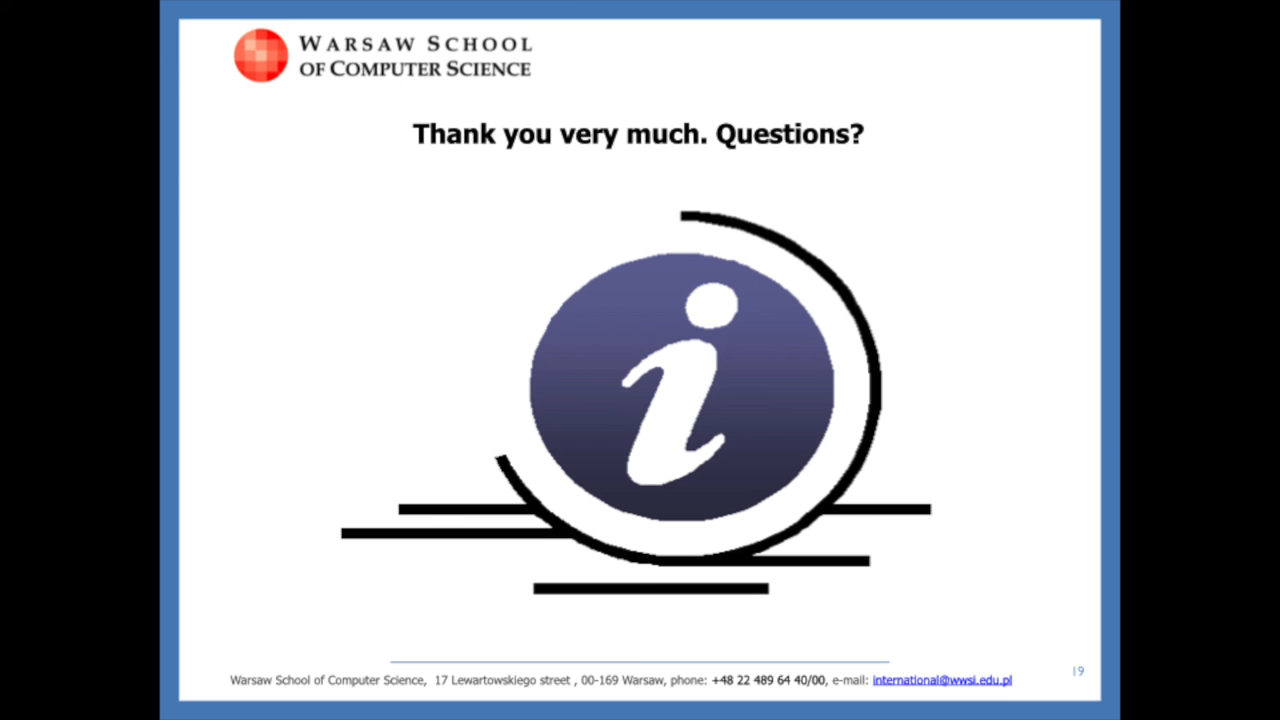 WARSAW SCHOOL
OF COMPUTER SCIENCE
Thank you very much. Questions?
i
19
Warsaw School of Computer Science, 17 Lewartowskiego street , 00-169 Warsaw, phone: +48 22 489 64 40/00, e-mail: international@wwsi.edu.pl